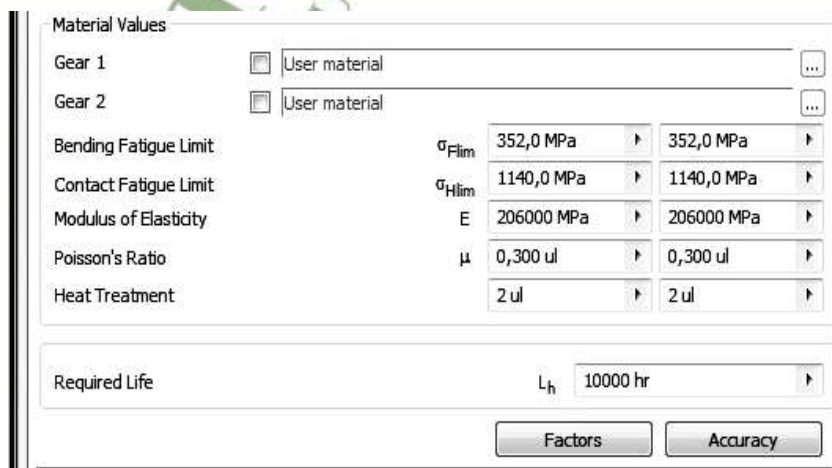 Material Values
Gear 1 User material ...
Gear 2 User material ...
Bending Fatigue Limit σFlim 352,0 MPa 352,0 MPa
Contact Fatigue Limit σHlim 1140,0 MPa 1140,0 MPa
Modulus of Elasticity E 206000 MPa 206000 MPa
Poisson's Ratio μ 0,300 ul 0,300 ul
Heat Treatment 2 ul 2 ul
Required Life Lh 10000 hr
Factors Accuracy